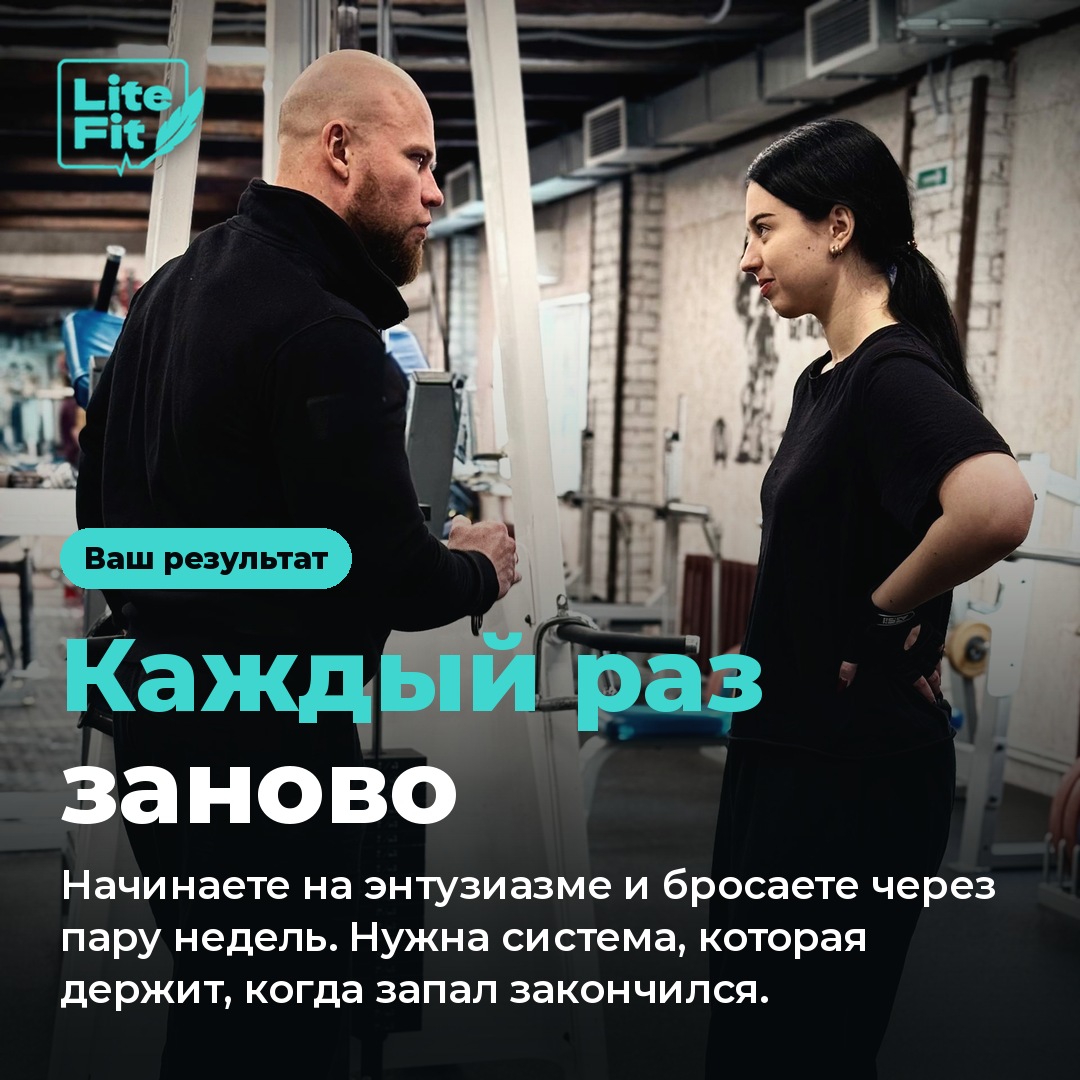 Lite
Fit
Ваш результат
Каждый раз
заново
Начинаете на энтузиазме и бросаете через
пару недель. Нужна система, которая
держит, когда запал закончился.